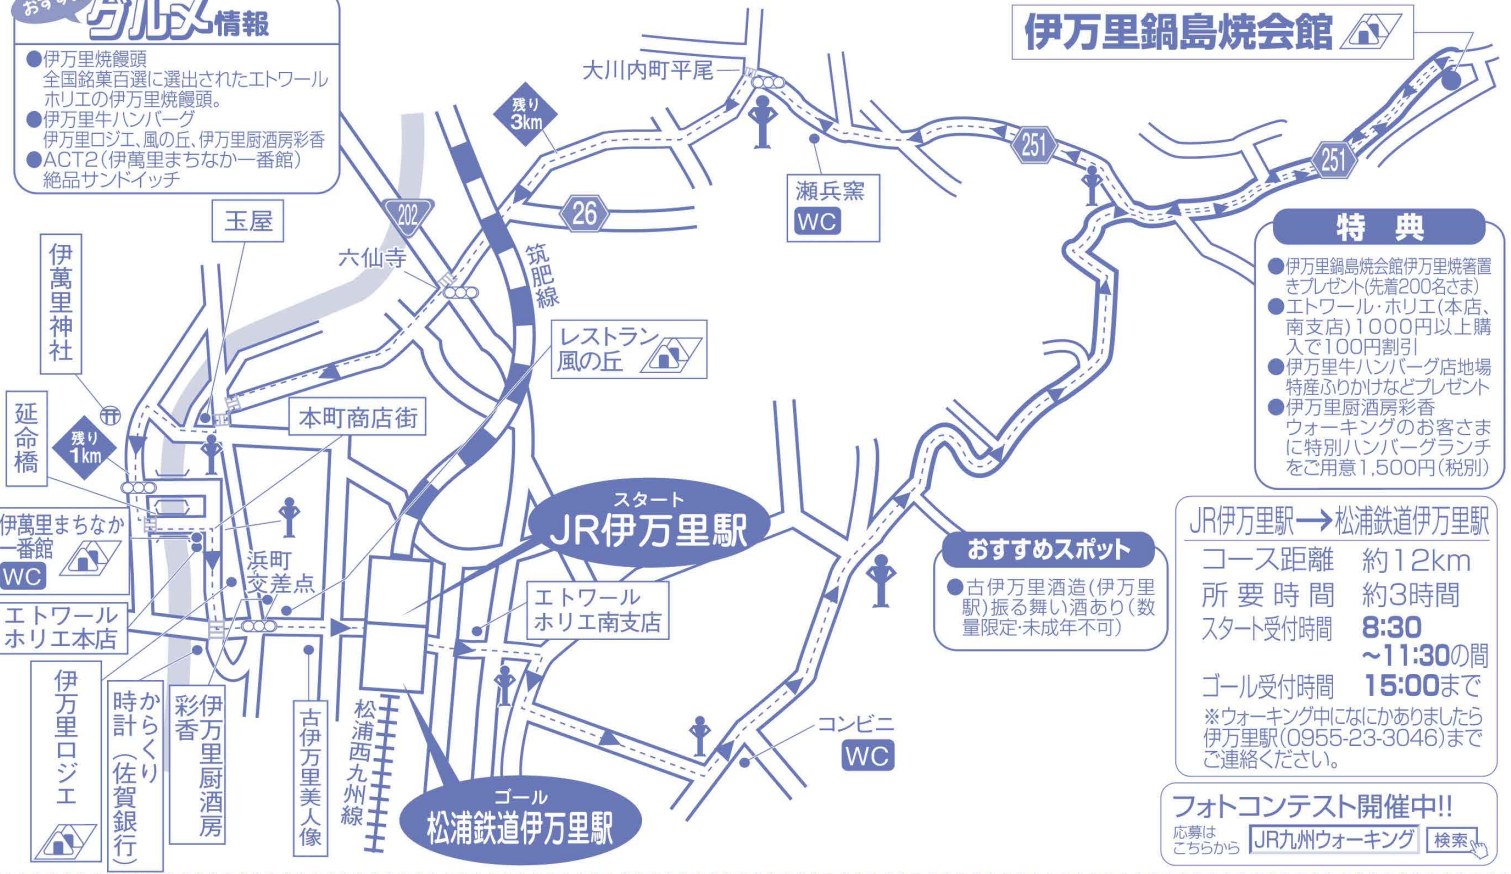 おすすめ
グルメ情報
●伊万里焼饅頭
全国銘菓百選に選出されたエトワール
ホリエの伊万里焼饅頭。
●伊万里牛ハンバーグ
伊万里ロジエ、風の丘、伊万里厨酒房彩香
●ACT2(伊萬里まちなか一番館)
絶品サンドイッチ
大川内町平尾
残り
3km
伊万里鍋島焼会館
251
251
瀬兵窯
WC
26
202
六仙寺
筑肥線
玉屋
伊萬里神社
延命橋
残り
1km
本町商店街
レストラン
風の丘
伊萬里まちなか
一番館
WC
浜町
交差点
エトワール
ホリエ本店
スタート
JR伊万里駅
エトワール
ホリエ南支店
伊万里ロジエ
からくり
時計(佐賀銀行)
伊万里厨酒房
彩香
古伊万里美人像
松浦西九州線
ゴール
松浦鉄道伊万里駅
コンビニ
WC
おすすめスポット
●古伊万里酒造(伊万里
駅)振る舞い酒あり(数
量限定・未成年不可)
特典
●伊万里鍋島焼会館伊万里焼箸置
きプレゼント(先着200名さま)
●エトワール・ホリエ(本店、
南支店)1000円以上購
入で100円割引
●伊万里牛ハンバーグ店地場
特産ふりかけなどプレゼント
●伊万里厨酒房彩香
ウォーキングのお客さま
に特別ハンバーグランチ
をご用意1,500円(税別)
JR伊万里駅→松浦鉄道伊万里駅
コース距離 約12km
所要時間 約3時間
スタート受付時間 8:30
～11:30の間
ゴール受付時間 15:00まで
※ウォーキング中になにかありましたら
伊万里駅(0955-23-3046)まで
ご連絡ください。
フォトコンテスト開催中!!
応募は
こちらから
JR九州ウォーキング 検索